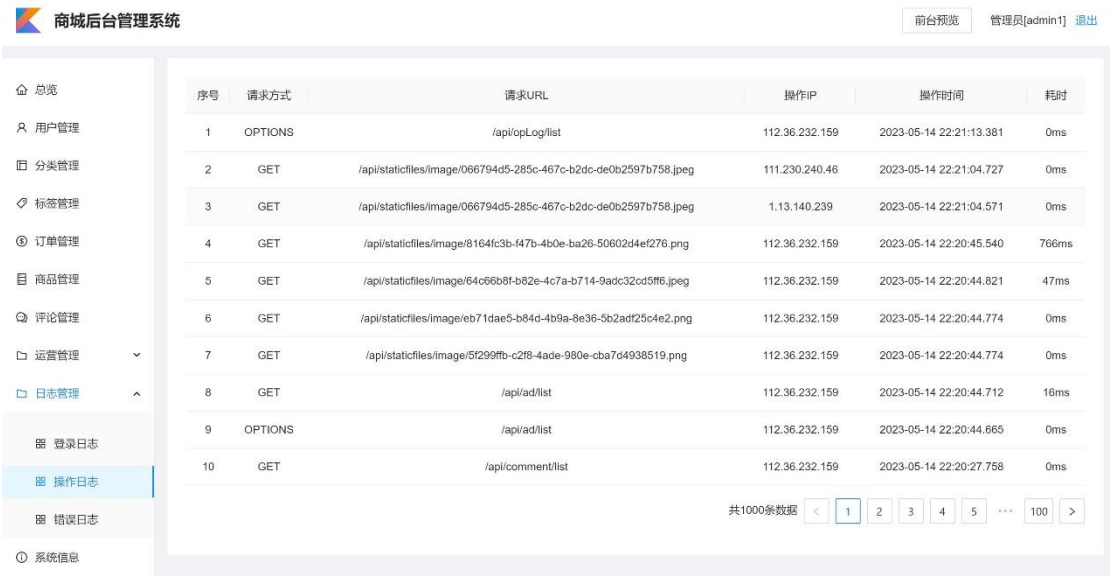 商城后台管理系统
前台预览 管理员[admin1] 退出
总览
用户管理
分类管理
标签管理
订单管理
商品管理
评论管理
运营管理
日志管理
登录日志
操作日志
错误日志
系统信息
序号 请求方式 请求URL 操作IP 操作时间 耗时
1 OPTIONS /api/opLog/list 112.36.232.159 2023-05-14 22:21:13.381 0ms
2 GET /api/staticfiles/image/066794d5-285c-467c-b2dc-de0b2597b758.jpeg 111.230.240.46 2023-05-14 22:21:04.727 0ms
3 GET /api/staticfiles/image/066794d5-285c-467c-b2dc-de0b2597b758.jpeg 1.13.140.239 2023-05-14 22:21:04.571 0ms
4 GET /api/staticfiles/image/8164fc3b-f47b-4b0e-ba26-50602d4ef276.png 112.36.232.159 2023-05-14 22:20:45.540 766ms
5 GET /api/staticfiles/image/64c66b8f-b82e-4c7a-b714-9adc32cd5ff6.jpeg 112.36.232.159 2023-05-14 22:20:44.821 47ms
6 GET /api/staticfiles/image/eb71dae5-b84d-4b9a-8e36-5b2adf25c4e2.png 112.36.232.159 2023-05-14 22:20:44.774 0ms
7 GET /api/staticfiles/image/5f299ffb-c2f8-4ade-980e-cba7d4938519.png 112.36.232.159 2023-05-14 22:20:44.774 0ms
8 GET /api/ad/list 112.36.232.159 2023-05-14 22:20:44.712 16ms
9 OPTIONS /api/ad/list 112.36.232.159 2023-05-14 22:20:44.665 0ms
10 GET /api/comment/list 112.36.232.159 2023-05-14 22:20:27.758 0ms
共1000条数据 < 1 2 3 4 5 ••• 100 >